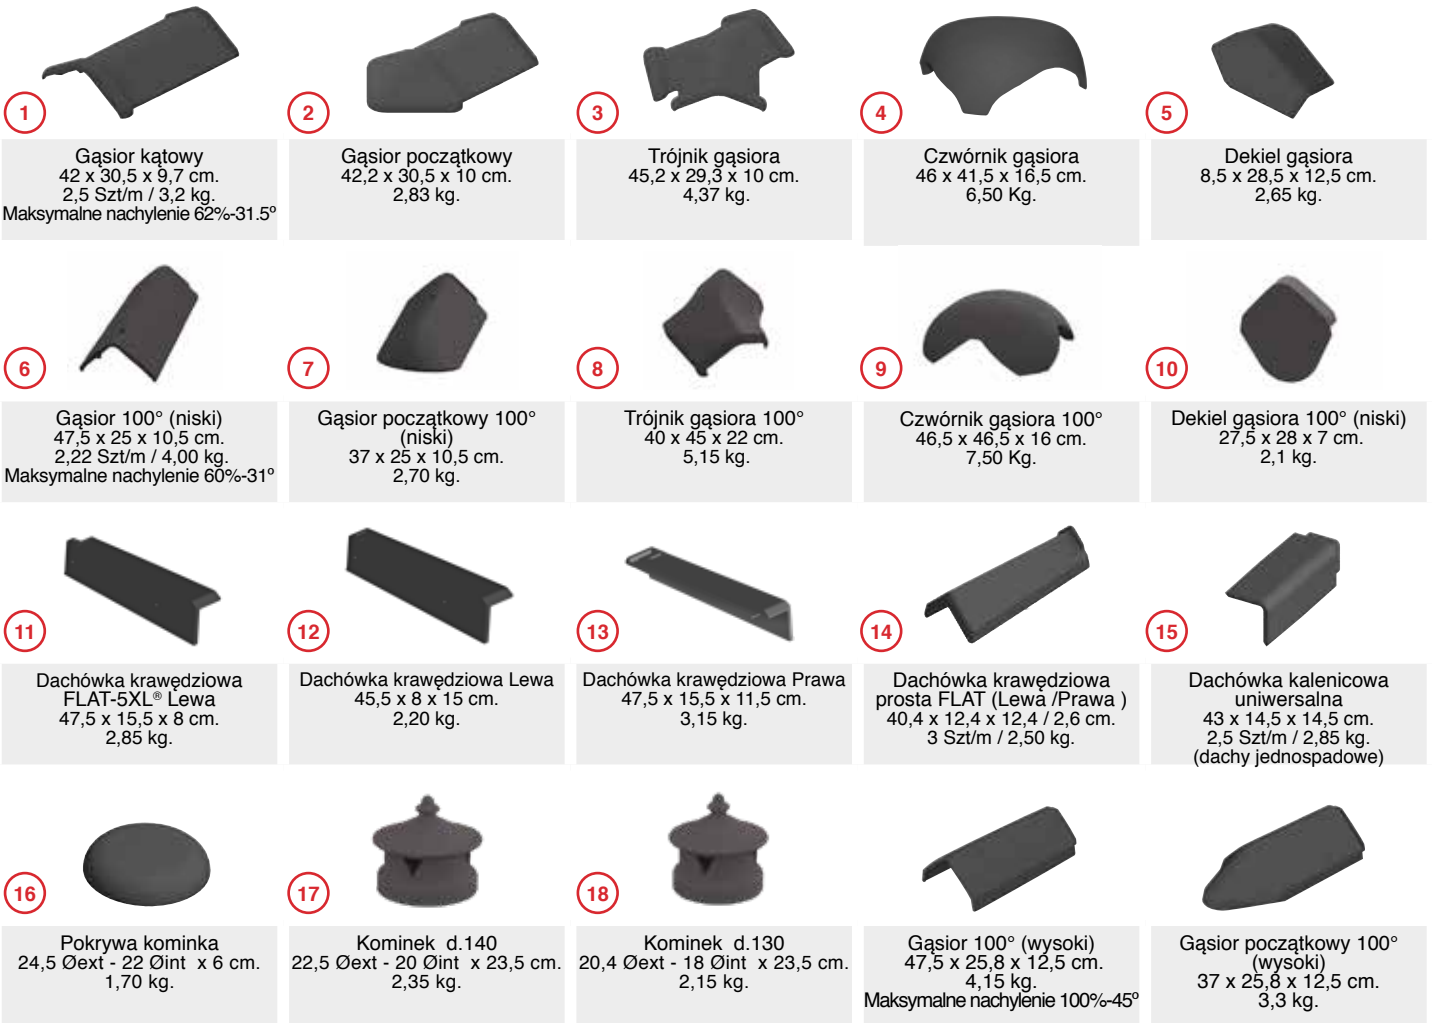 1
Gąsior kątowy
42 x 30,5 x 9,7 cm.
2,5 Szt/m / 3,2 kg.
Maksymalne nachylenie 62%-31.5º
2
Gąsior początkowy
42,2 x 30,5 x 10 cm.
2,83 kg.
3
Trójnik gąsiora
45,2 x 29,3 x 10 cm.
4,37 kg.
4
Czwórnik gąsiora
46 x 41,5 x 16,5 cm.
6,50 Kg.
5
Dekiel gąsiora
8,5 x 28,5 x 12,5 cm.
2,65 kg.
6
Gąsior 100° (niski)
47,5 x 25 x 10,5 cm.
2,22 Szt/m / 4,00 kg.
Maksymalne nachylenie 60%-31º
7
Gąsior początkowy 100°
(niski)
37 x 25 x 10,5 cm.
2,70 kg.
8
Trójnik gąsiora 100°
40 x 45 x 22 cm.
5,15 kg.
9
Czwórnik gąsiora 100°
46,5 x 46,5 x 16 cm.
7,50 Kg.
10
Dekiel gąsiora 100° (niski)
27,5 x 28 x 7 cm.
2,1 kg.
11
Dachówka krawędziowa
FLAT-5XL® Lewa
47,5 x 15,5 x 8 cm.
2,85 kg.
12
Dachówka krawędziowa Lewa
45,5 x 8 x 15 cm.
2,20 kg.
13
Dachówka krawędziowa Prawa
47,5 x 15,5 x 11,5 cm.
3,15 kg.
14
Dachówka krawędziowa
prosta FLAT (Lewa /Prawa )
40,4 x 12,4 x 12,4 / 2,6 cm.
3 Szt/m / 2,50 kg.
15
Dachówka kalenicowa
uniwersalna
43 x 14,5 x 14,5 cm.
2,5 Szt/m / 2,85 kg.
(dachy jednospadowe)
16
Pokrywa kominka
24,5 Øext - 22 Øint x 6 cm.
1,70 kg.
17
Kominek d.140
22,5 Øext - 20 Øint x 23,5 cm.
2,35 kg.
18
Kominek d.130
20,4 Øext - 18 Øint x 23,5 cm.
2,15 kg.
Gąsior 100° (wysoki)
47,5 x 25,8 x 12,5 cm.
4,15 kg.
Maksymalne nachylenie 100%-45º
Gąsior początkowy 100°
(wysoki)
37 x 25,8 x 12,5 cm.
3,3 kg.